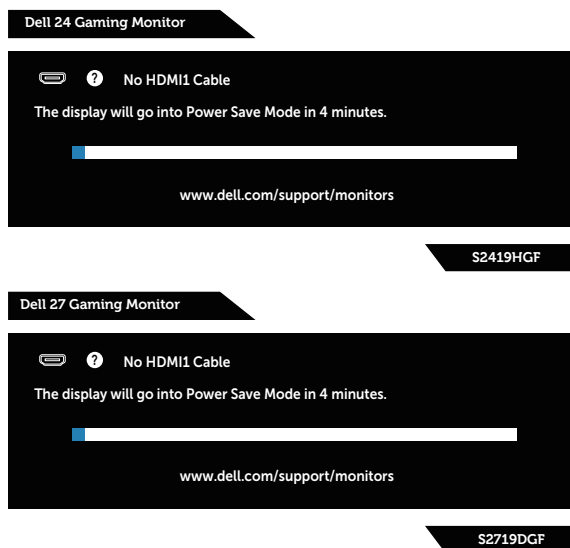 Dell 24 Gaming Monitor
? No HDMI1 Cable
The display will go into Power Save Mode in 4 minutes.
www.dell.com/support/monitors
S2419HGF
Dell 27 Gaming Monitor
? No HDMI1 Cable
The display will go into Power Save Mode in 4 minutes.
www.dell.com/support/monitors
S2719DGF